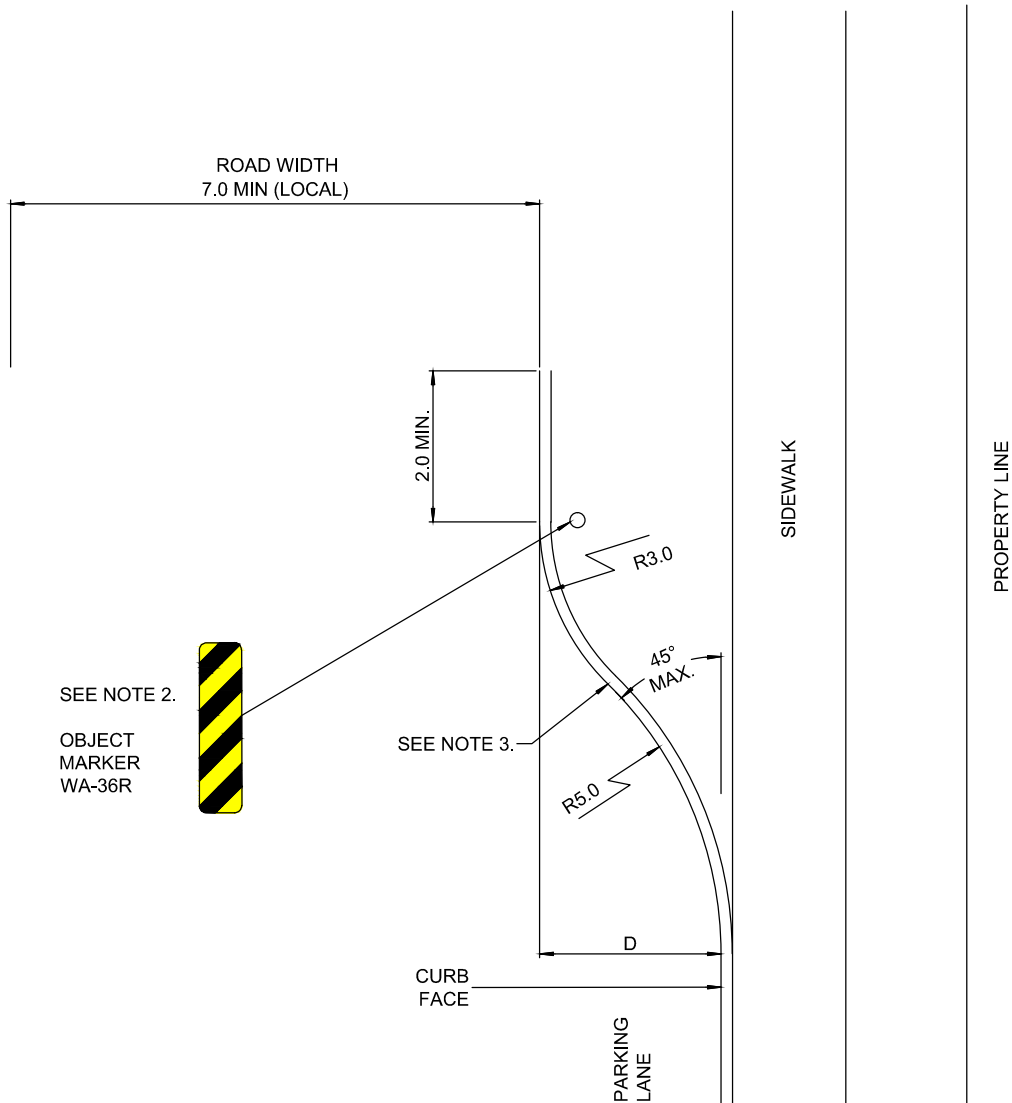 ROAD WIDTH
7.0 MIN (LOCAL)
2.0 MIN.
SIDEWALK
PROPERTY LINE
R3.0
45°
MAX.
SEE NOTE 2.
OBJECT
MARKER
WA-36R
SEE NOTE 3.
R5.0
D
CURB
FACE
PARKING
LANE